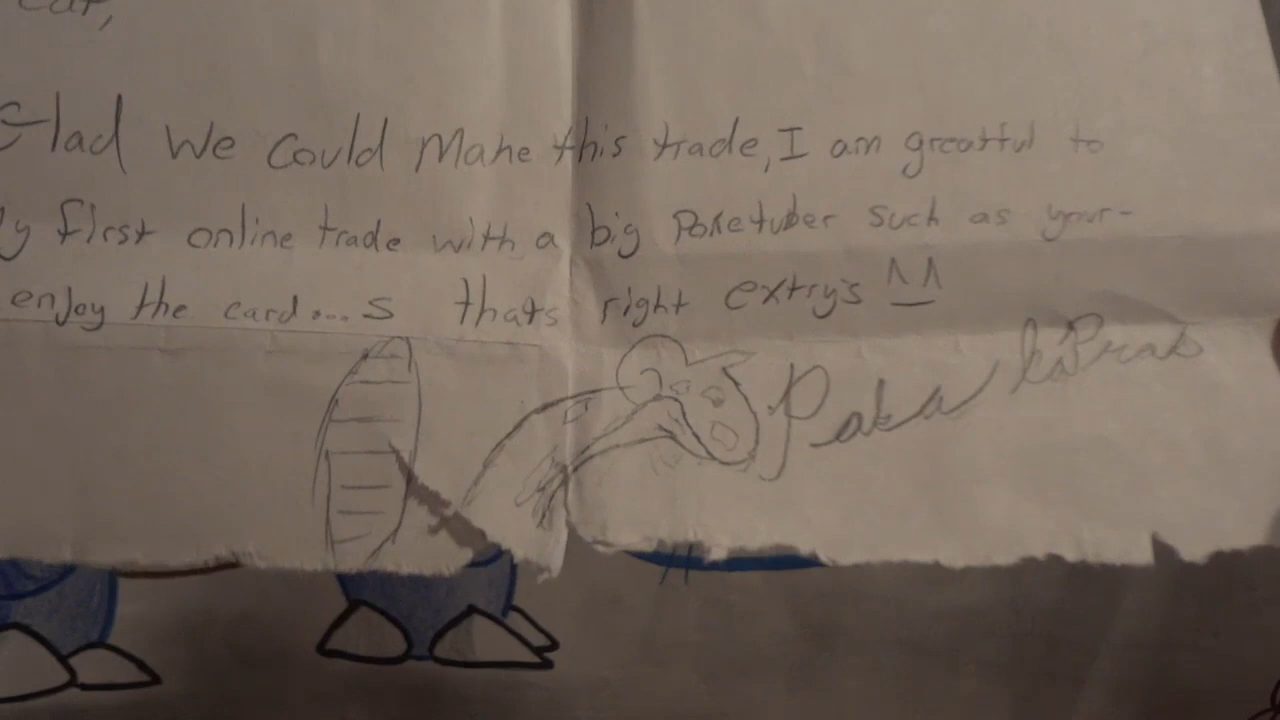 Glad We Could Make this trade, I am greatful to
y first online trade with a big Poketuber such as your-
enjoy the card....s thats right extry's ^^
Paka